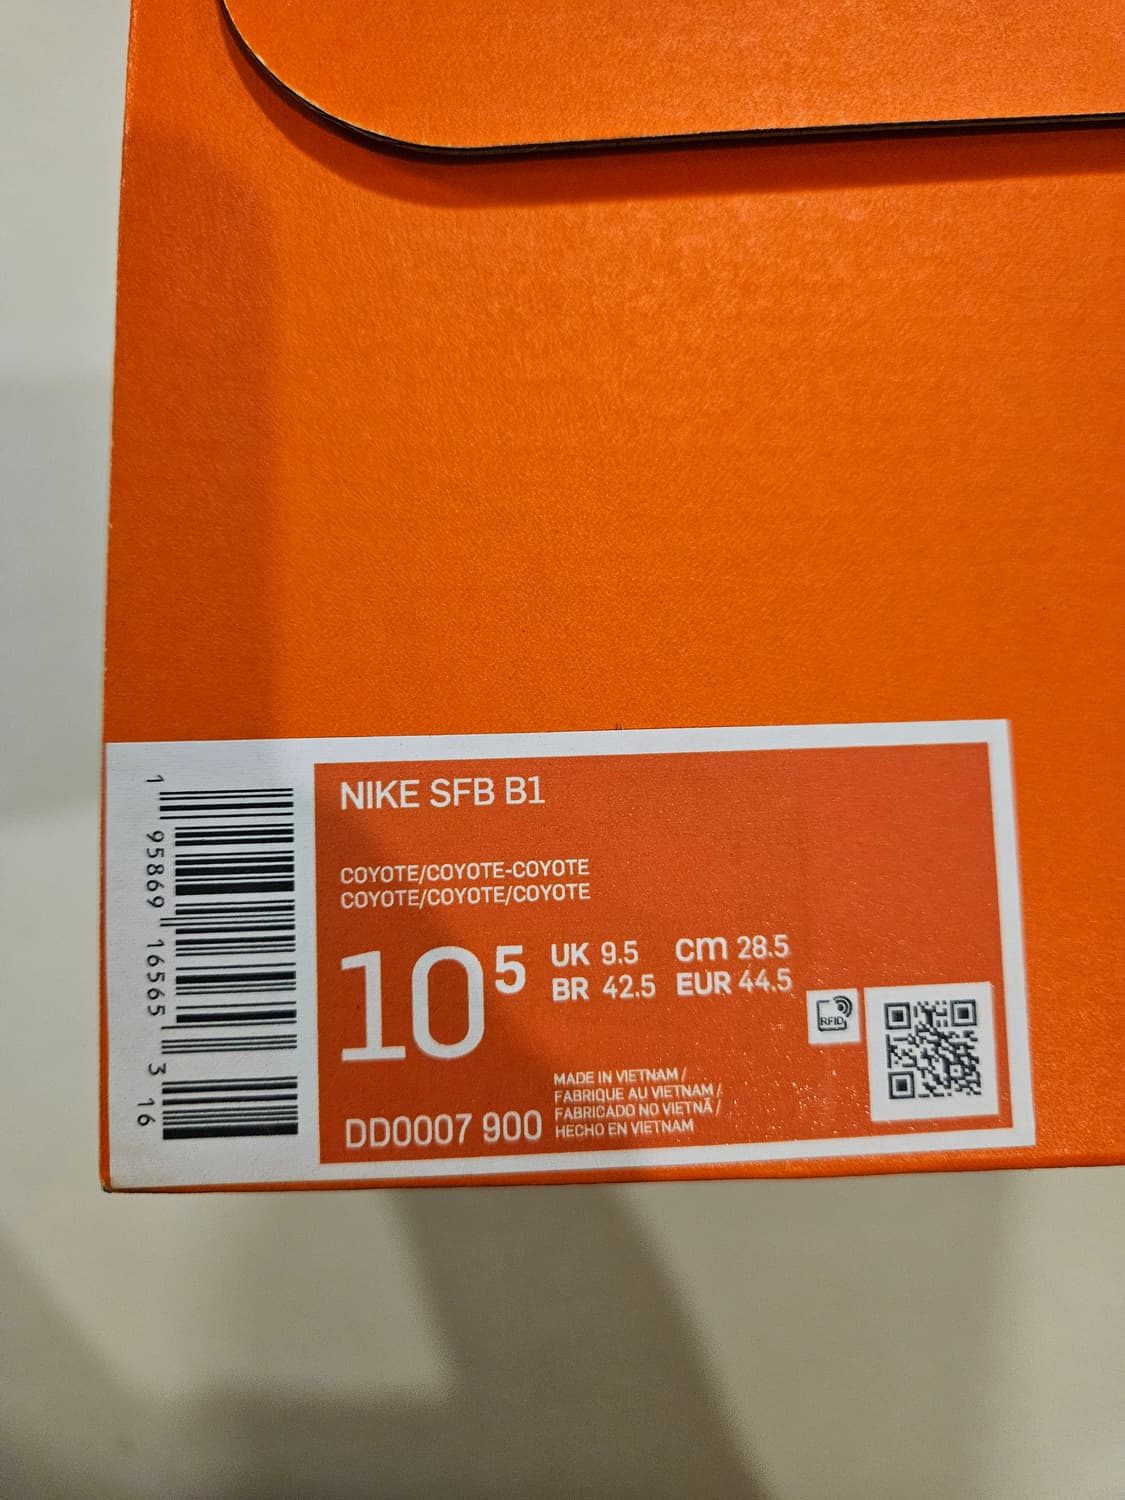 NIKE SFB B1
COYOTE/COYOTE-COYOTE
COYOTE/COYOTE/COYOTE
10 5
UK 9.5 cm 28.5
BR 42.5 EUR 44.5
RFID
MADE IN VIETNAM /
FABRIQUE AU VIETNAM /
FABRICADO NO VIETNÃ /
HECHO EN VIETNAM
DD0007 900
1 95869 16565 3 16